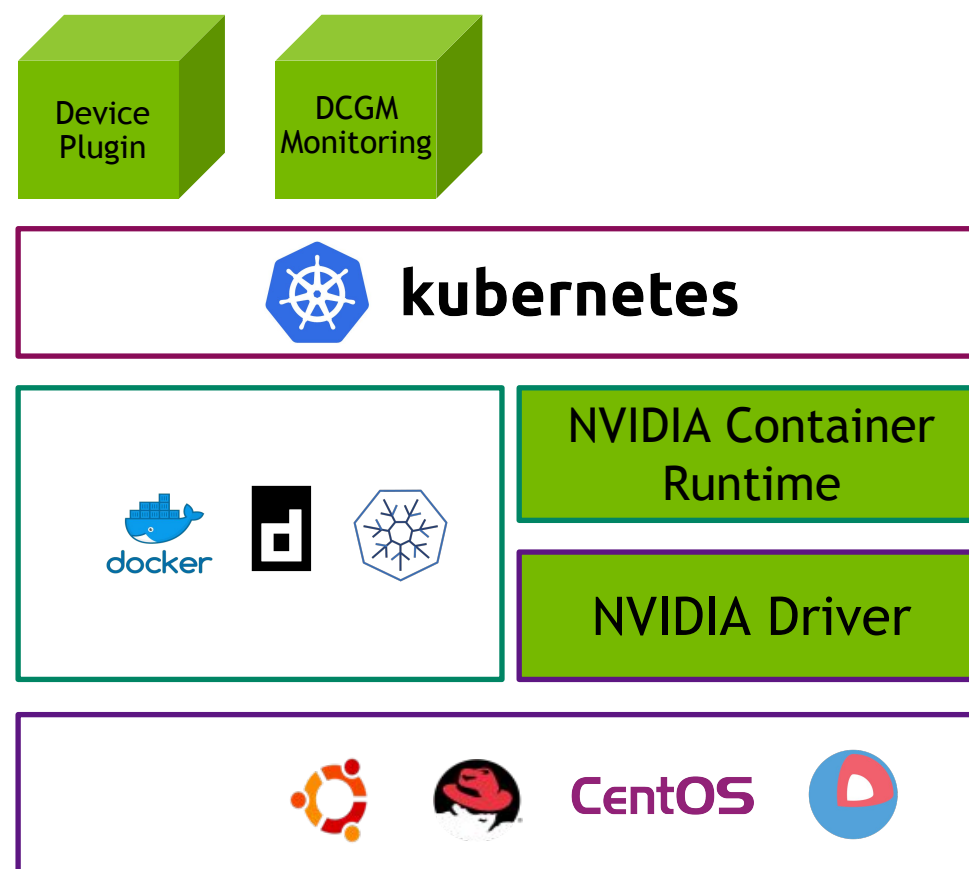 Device
Plugin
DCGM
Monitoring
kubernetes
NVIDIA Container
Runtime
docker
d
NVIDIA Driver
CentOS